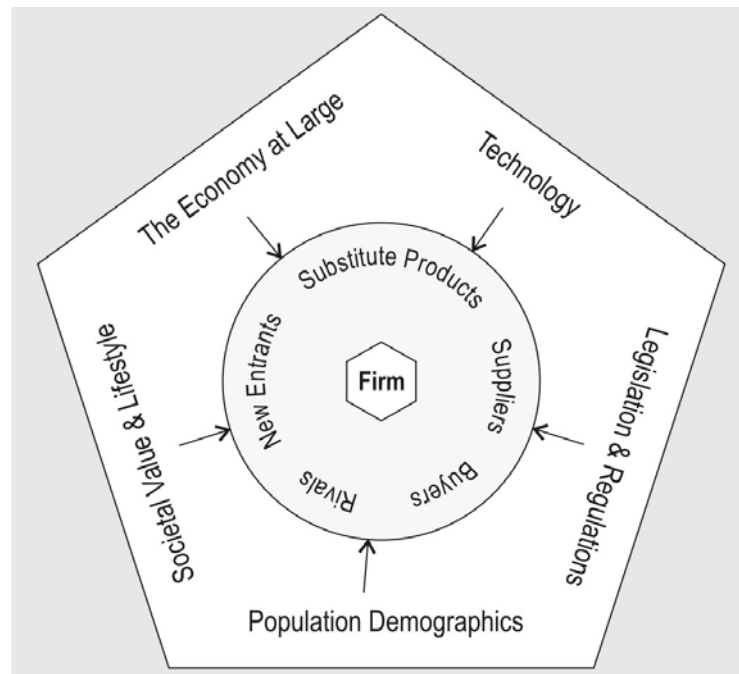 The Economy at Large
Technology
Substitute Products
New Entrants
Firm
Suppliers
Societal Value & Lifestyle
Legislation & Regulations
Rivals
Buyers
Population Demographics